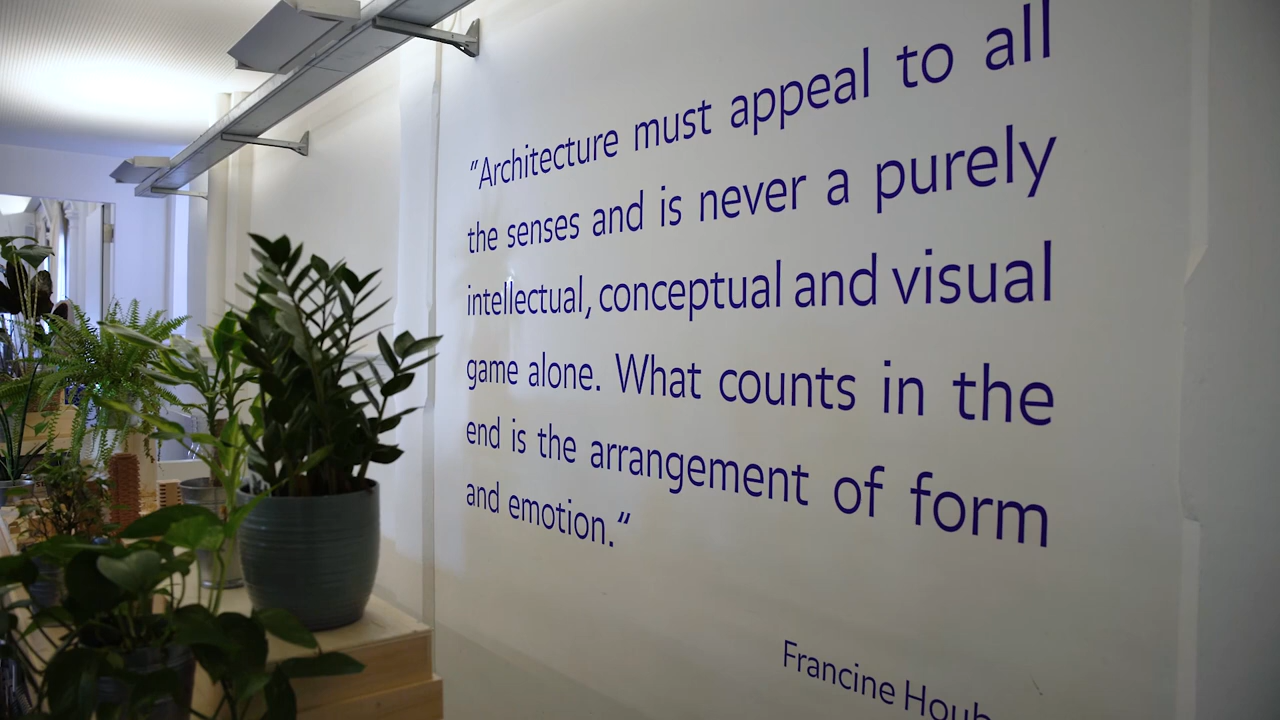 "Architecture must appeal to all
the senses and is never a purely
intellectual, conceptual and visual
game alone. What counts in the
end is the arrangement of form
and emotion.“
Francine Houb